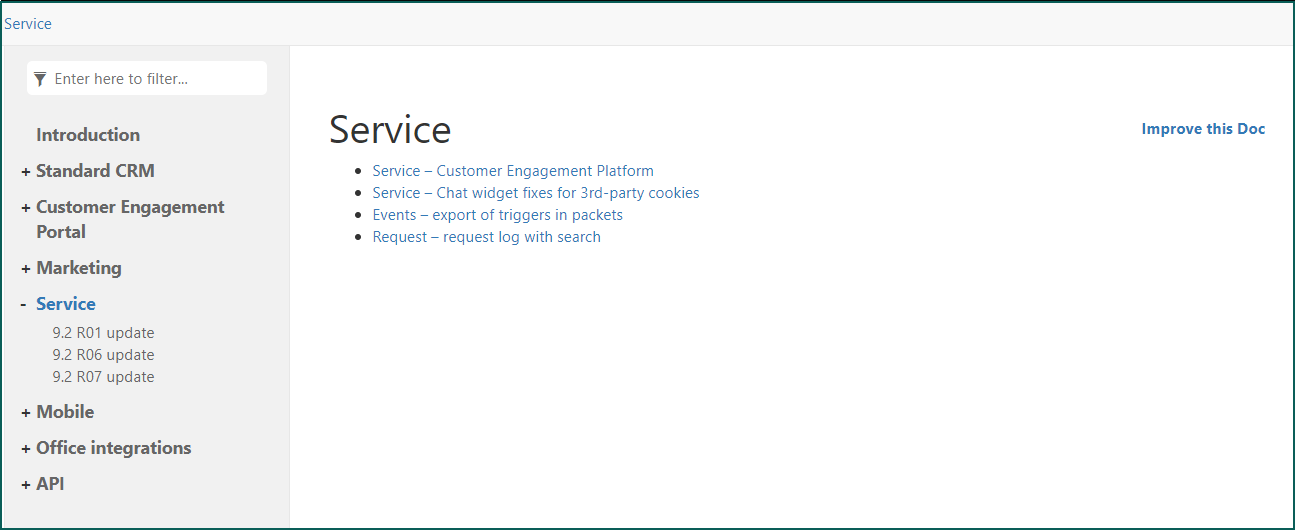 Service
Enter here to filter...
Introduction
+ Standard CRM
+ Customer Engagement
Portal
+ Marketing
- Service
9.2 R01 update
9.2 R06 update
9.2 R07 update
+ Mobile
+ Office integrations
+ API
Service
Improve this Doc
• Service – Customer Engagement Platform
• Service – Chat widget fixes for 3rd-party cookies
• Events – export of triggers in packets
• Request – request log with search